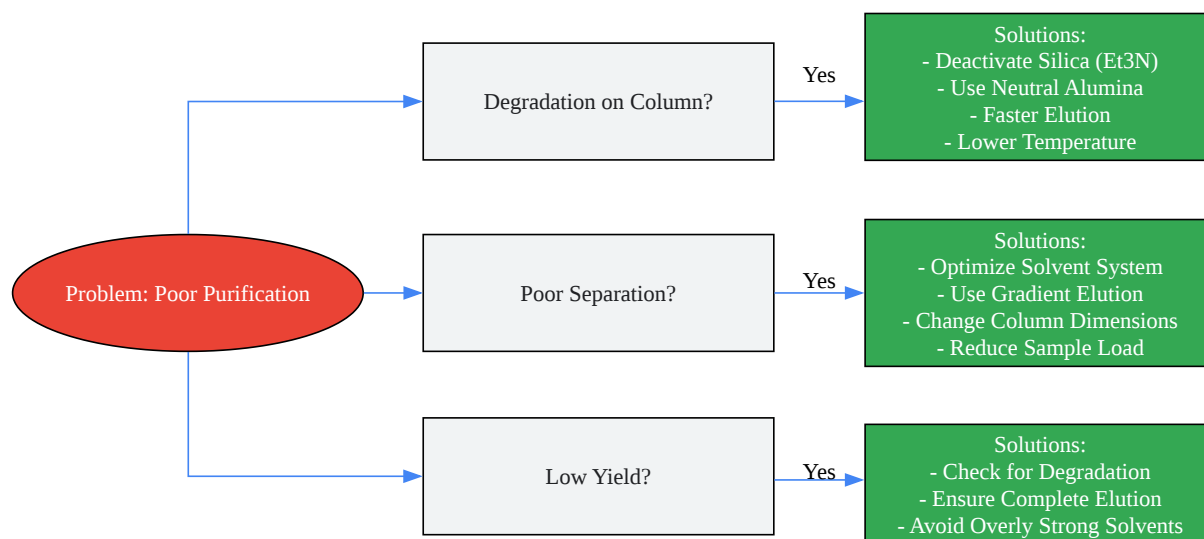 Degradation on Column?
Yes
Solutions:
- Deactivate Silica (Et3N)
- Use Neutral Alumina
- Faster Elution
- Lower Temperature
Problem: Poor Purification
Poor Separation?
Yes
Solutions:
- Optimize Solvent System
- Use Gradient Elution
- Change Column Dimensions
- Reduce Sample Load
Low Yield?
Yes
Solutions:
- Check for Degradation
- Ensure Complete Elution
- Avoid Overly Strong Solvents